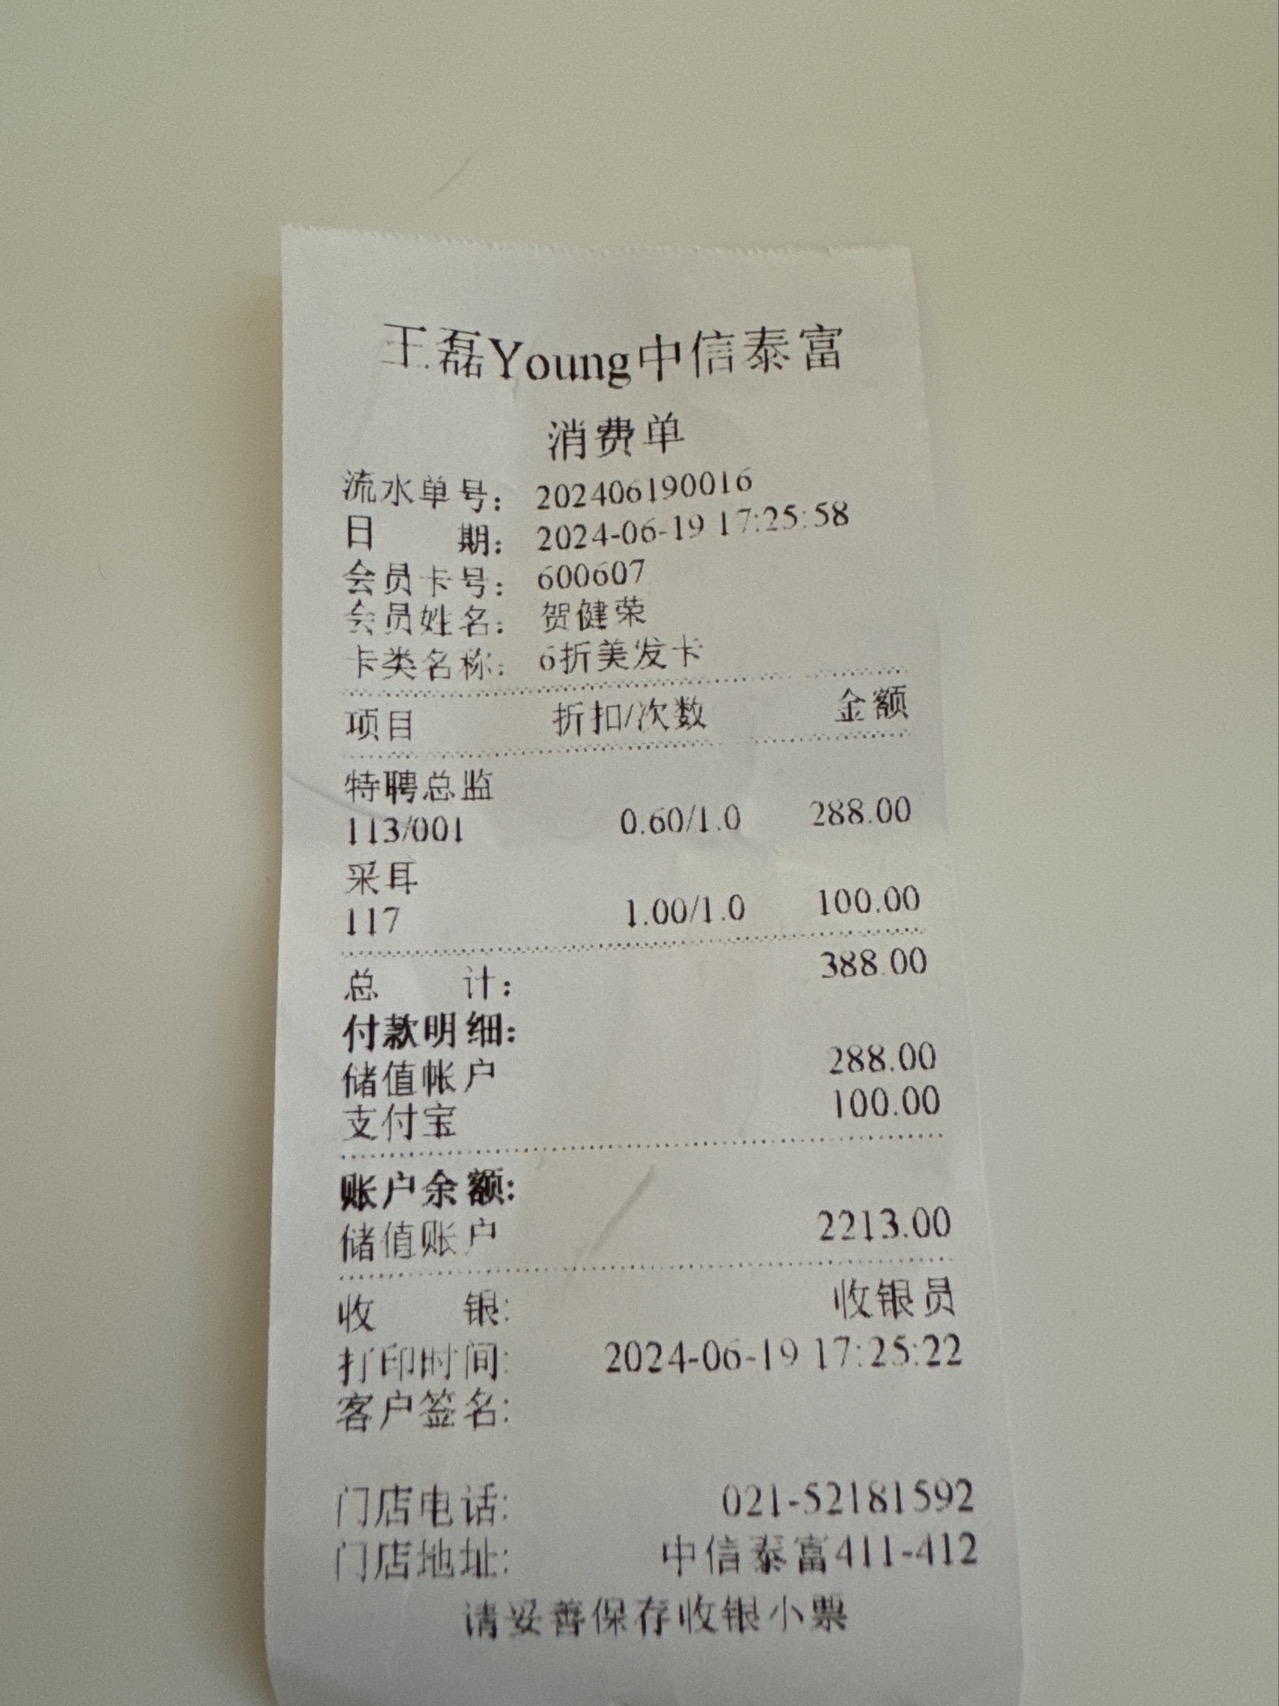 王磊Young中信泰富
消费单
流水单号: 202406190016
日 期: 2024-06-19 17:25:58
会员卡号: 600607
会员姓名: 贺健荣
卡类名称: 6折美发卡
项目 折扣/次数 金额
特聘总监
113/001 0.60/1.0 288.00
采耳
117 1.00/1.0 100.00
总 计: 388.00
付款明细:
储值帐户 288.00
支付宝 100.00
账户余额:
储值账户 2213.00
收 银: 收银员
打印时间: 2024-06-19 17:25:22
客户签名:
门店电话: 021-52181592
门店地址: 中信泰富411-412
请妥善保存收银小票